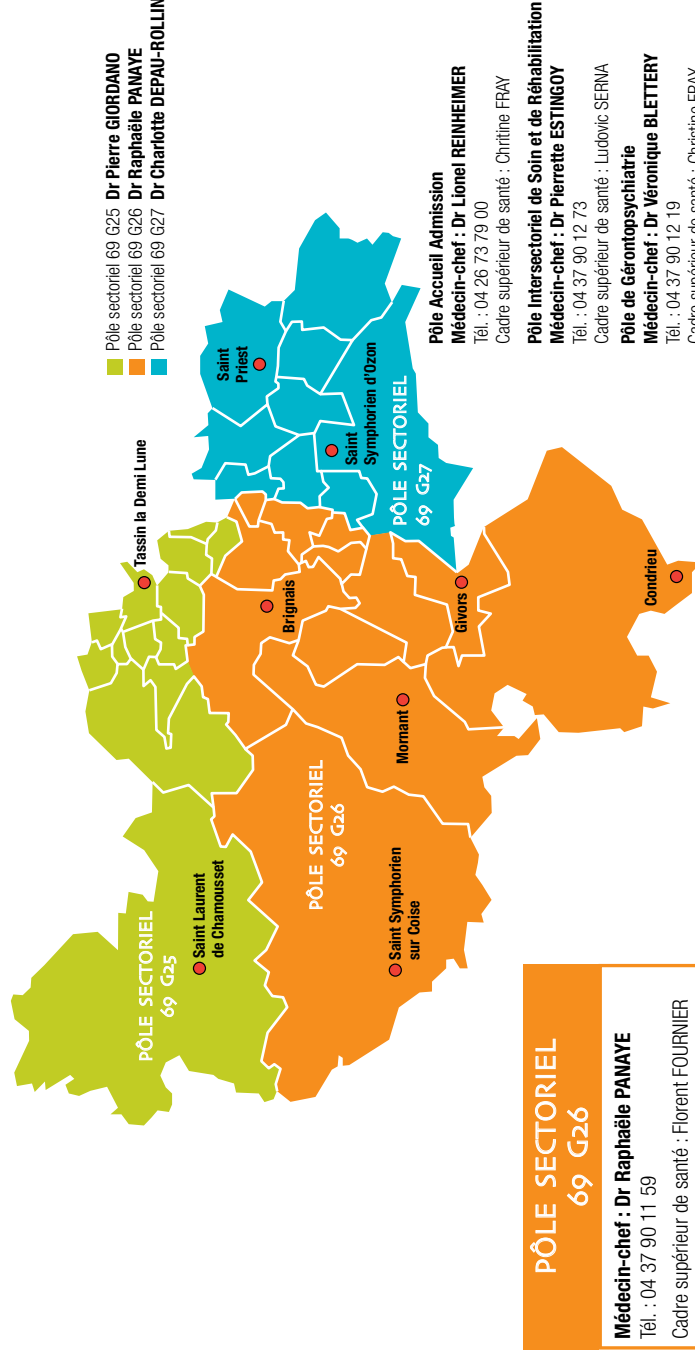 Pôle sectoriel 69 G25 Dr Pierre GIORDANO
Pôle sectoriel 69 G26 Dr Raphaële PANAYE
Pôle sectoriel 69 G27 Dr Charlotte DEPAU-ROLLIN
Tassin la Demi Lune
Saint
Priest
Saint
Symphorien d'Ozon
PÔLE SECTORIEL
69 G27
Brignais
Givors
Condrieu
Mornant
PÔLE SECTORIEL
69 G25
Saint Laurent
de Chamousset
PÔLE SECTORIEL
69 G26
Saint Symphorien
sur Coise
Pôle Accueil Admission
Médecin-chef : Dr Lionel REINHEIMER
Tél. : 04 26 73 79 00
Cadre supérieur de santé : Chritine FRAY
Pôle Intersectoriel de Soin et de Réhabilitation
Médecin-chef : Dr Pierrette ESTINGOY
Tél. : 04 37 90 12 73
Cadre supérieur de santé : Ludovic SERNA
Pôle de Gérontopsychiatrie
Médecin-chef : Dr Véronique BLETTERY
Tél. : 04 37 90 12 19
Cadre supérieur de santé : Christine FRAY
PÔLE SECTORIEL
69 G26
Médecin-chef : Dr Raphaële PANAYE
Tél. : 04 37 90 11 59
Cadre supérieur de santé : Florent FOURNIER